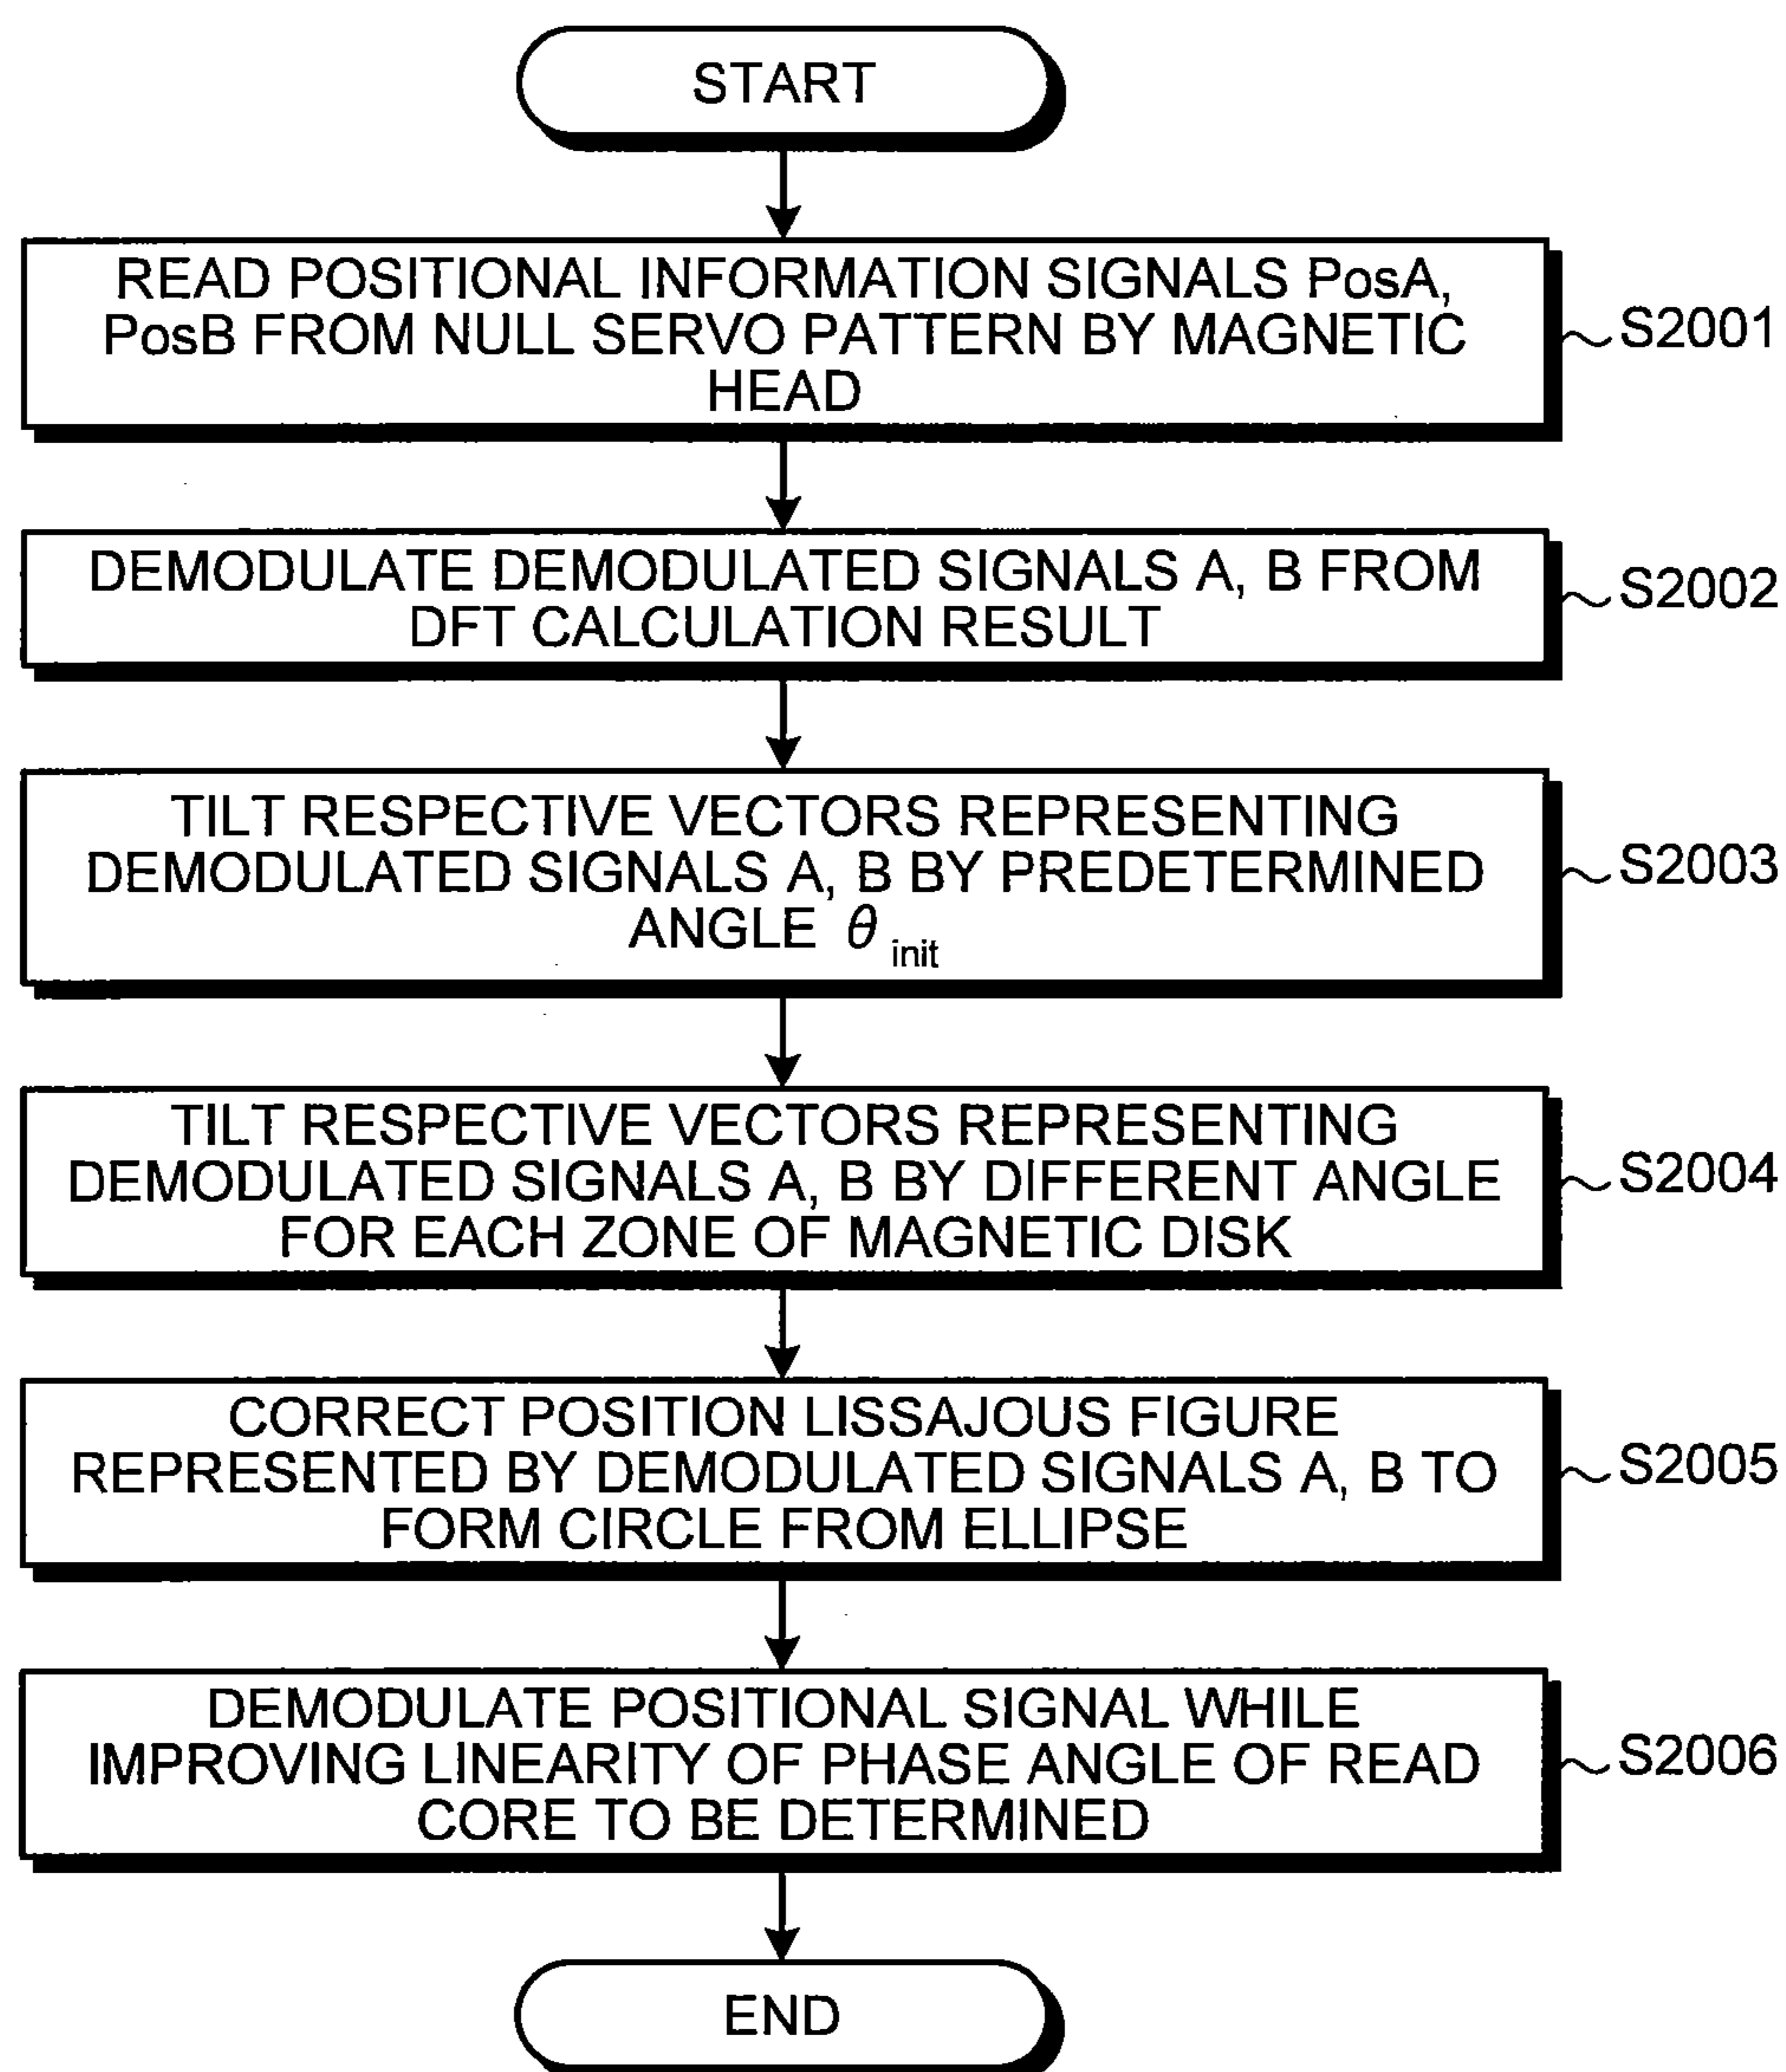 START
READ POSITIONAL INFORMATION SIGNALS PosA,
PosB FROM NULL SERVO PATTERN BY MAGNETIC
HEAD
S2001
DEMODULATE DEMODULATED SIGNALS A, B FROM
DFT CALCULATION RESULT
S2002
TILT RESPECTIVE VECTORS REPRESENTING
DEMODULATED SIGNALS A, B BY PREDETERMINED
ANGLE θ init
S2003
TILT RESPECTIVE VECTORS REPRESENTING
DEMODULATED SIGNALS A, B BY DIFFERENT ANGLE
FOR EACH ZONE OF MAGNETIC DISK
S2004
CORRECT POSITION LISSAJOUS FIGURE
REPRESENTED BY DEMODULATED SIGNALS A, B TO
FORM CIRCLE FROM ELLIPSE
S2005
DEMODULATE POSITIONAL SIGNAL WHILE
IMPROVING LINEARITY OF PHASE ANGLE OF READ
CORE TO BE DETERMINED
S2006
END